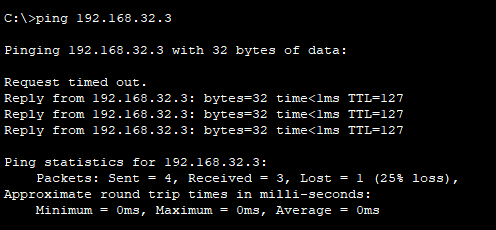 C:\>ping 192.168.32.3
Pinging 192.168.32.3 with 32 bytes of data:
Request timed out.
Reply from 192.168.32.3: bytes=32 time<1ms TTL=127
Reply from 192.168.32.3: bytes=32 time<1ms TTL=127
Reply from 192.168.32.3: bytes=32 time<1ms TTL=127
Ping statistics for 192.168.32.3:
Packets: Sent = 4, Received = 3, Lost = 1 (25% loss),
Approximate round trip times in milli-seconds:
Minimum = 0ms, Maximum = 0ms, Average = 0ms